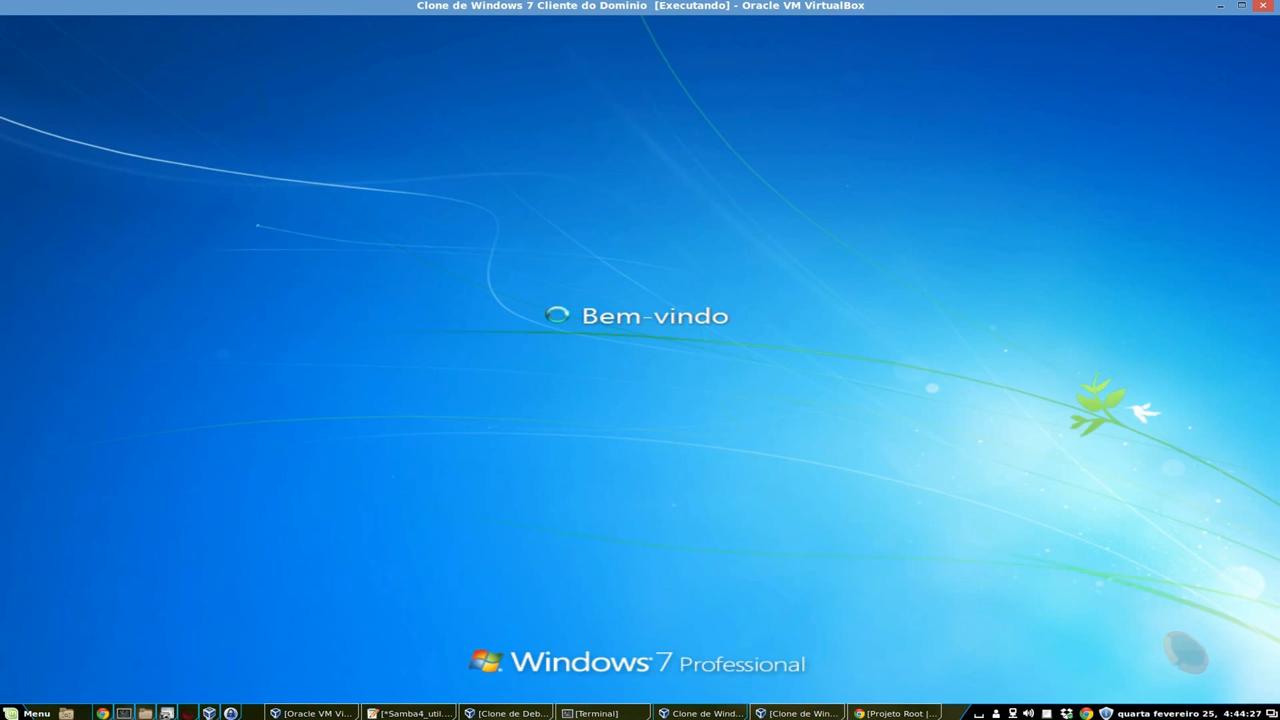 Clone de Windows 7 Cliente do Dominio [Executando] - Oracle VM VirtualBox
Bem-vindo
Windows 7 Professional
Menu [Oracle VM Vi... [*Samba4_util.... [Clone de Deb... [Terminal] Clone de Wind... [Clone de Win... [Projeto Root |... quarta fevereiro 25, 4:44:27